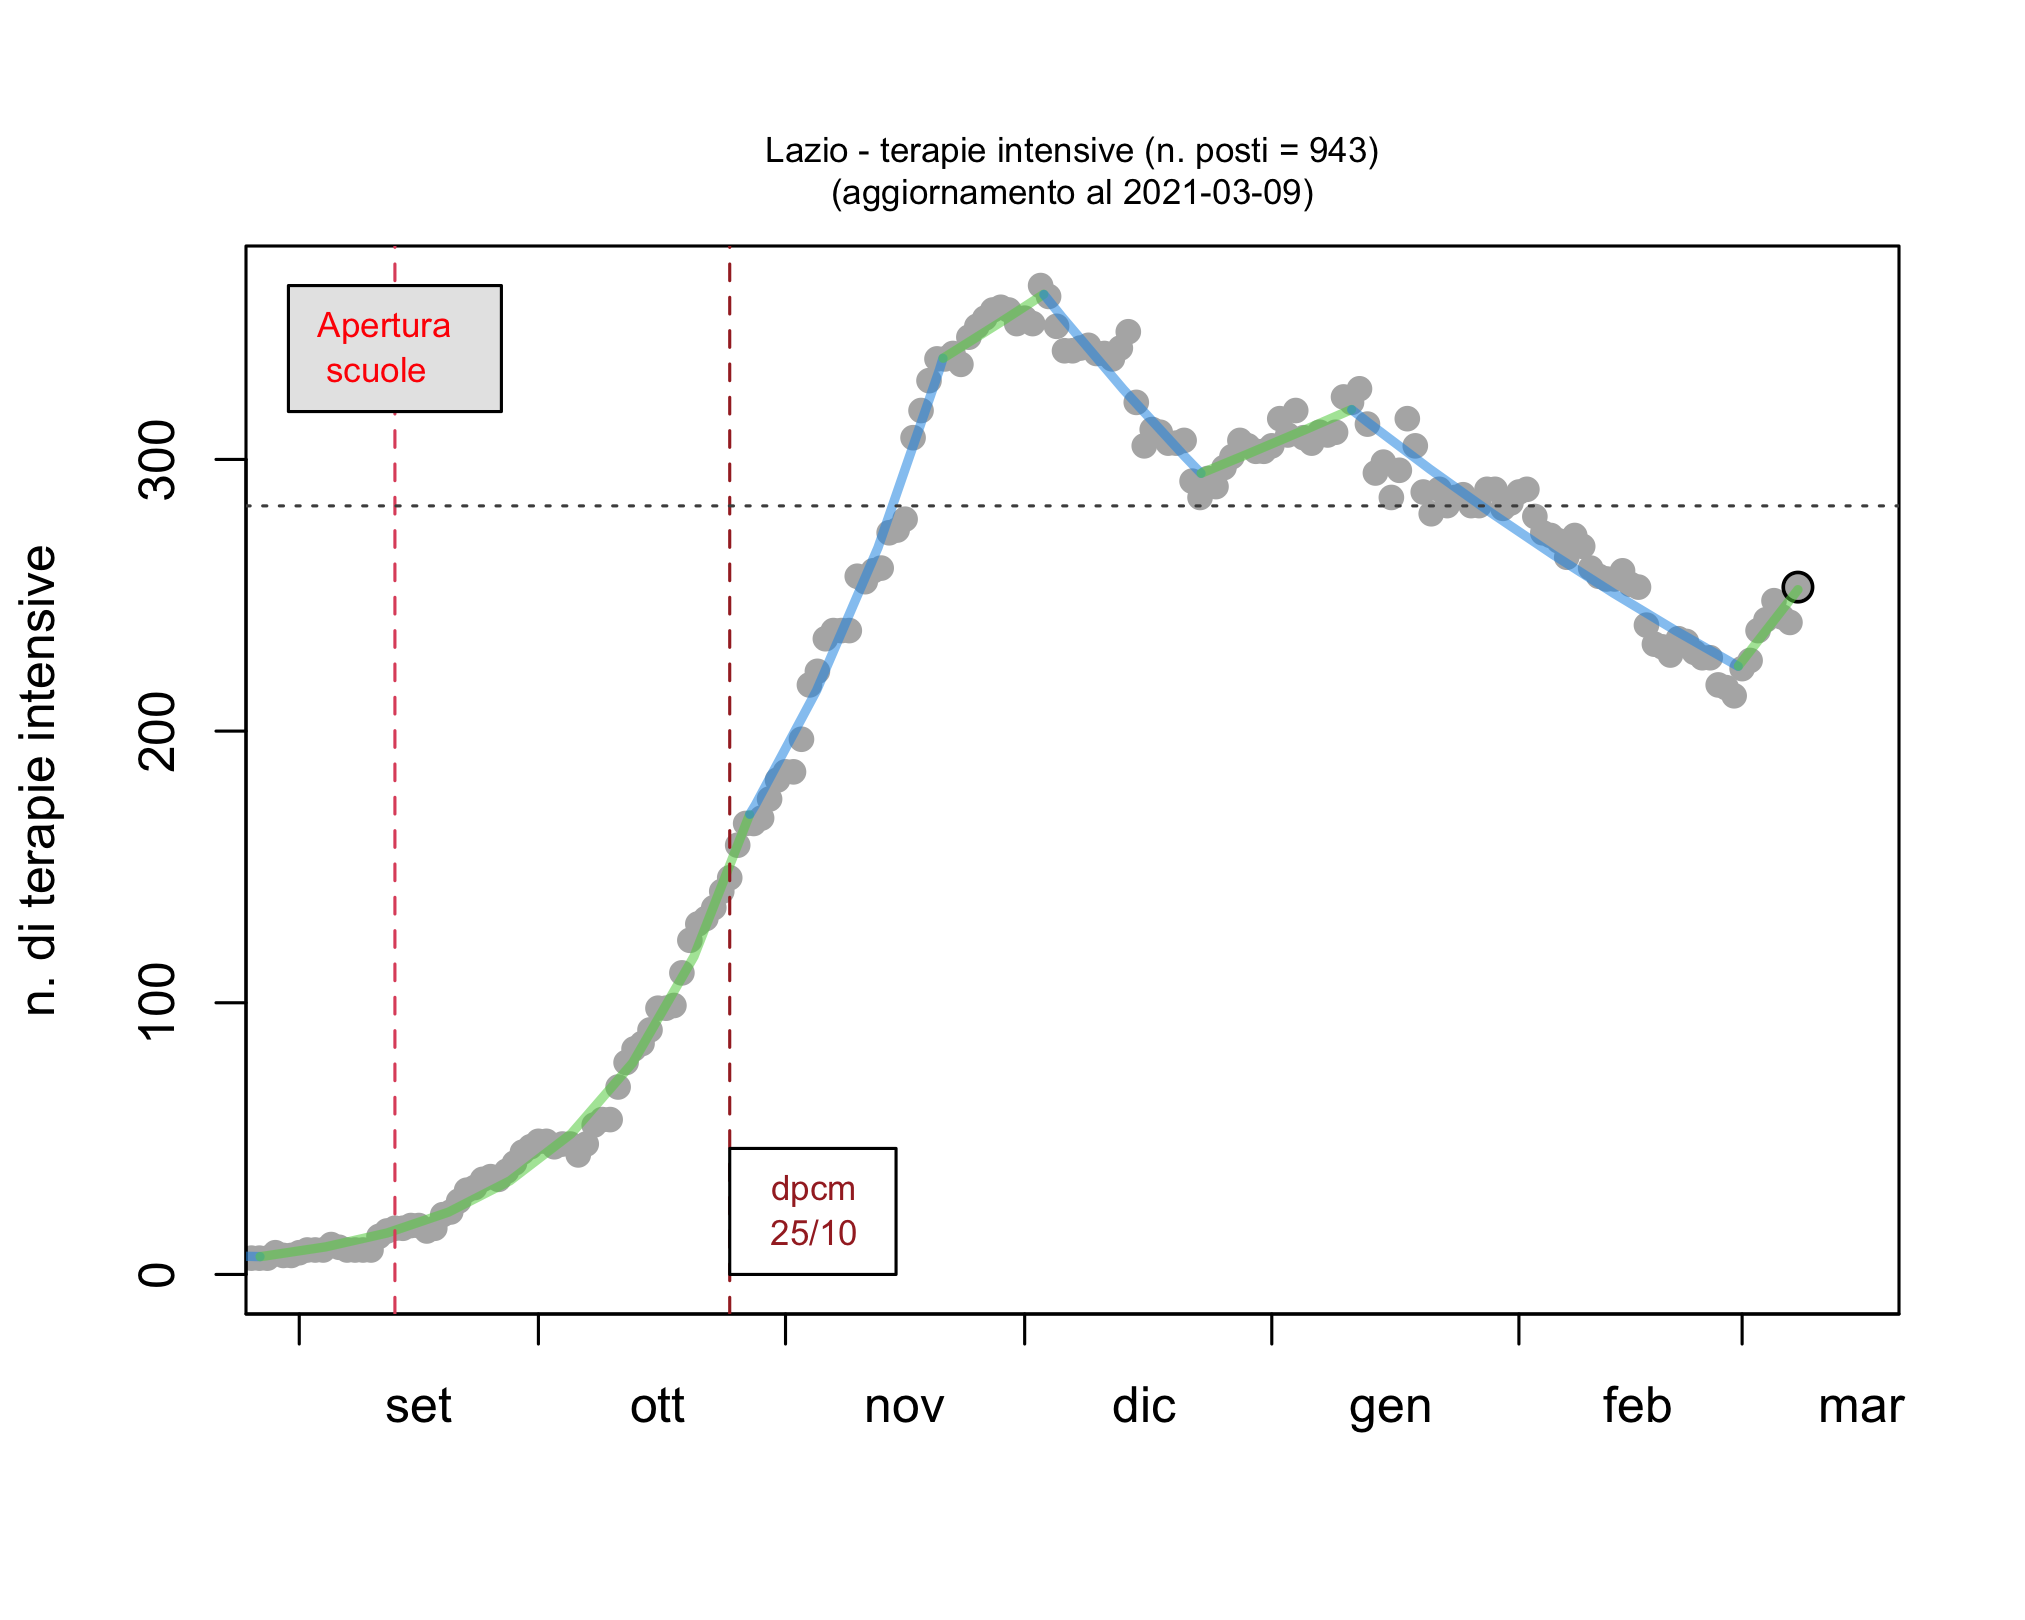 Lazio - terapie intensive (n. posti = 943)
(aggiornamento al 2021-03-09)
Apertura
scuole
dpcm
25/10
n. di terapie intensive
300
200
100
0
set ott nov dic gen feb mar